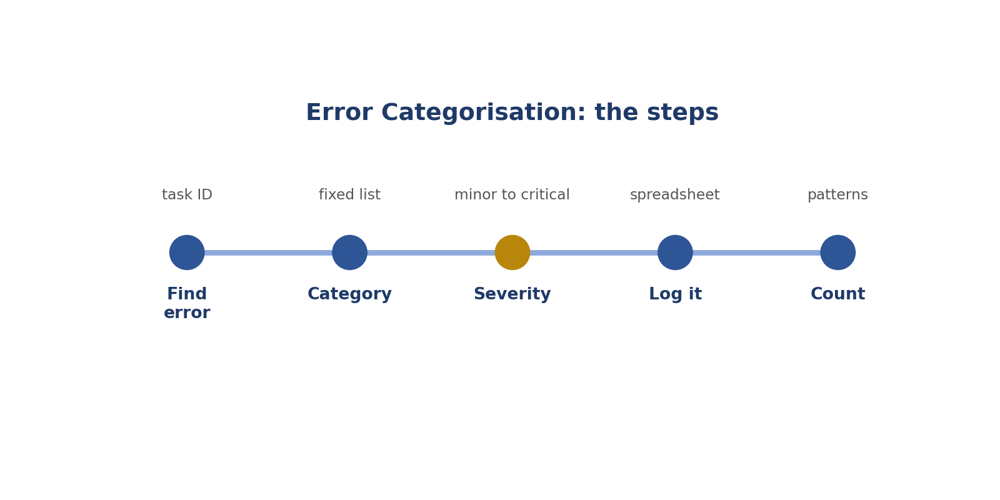 Error Categorisation: the steps
task ID
fixed list
minor to critical
spreadsheet
patterns
Find
error
Category
Severity
Log it
Count